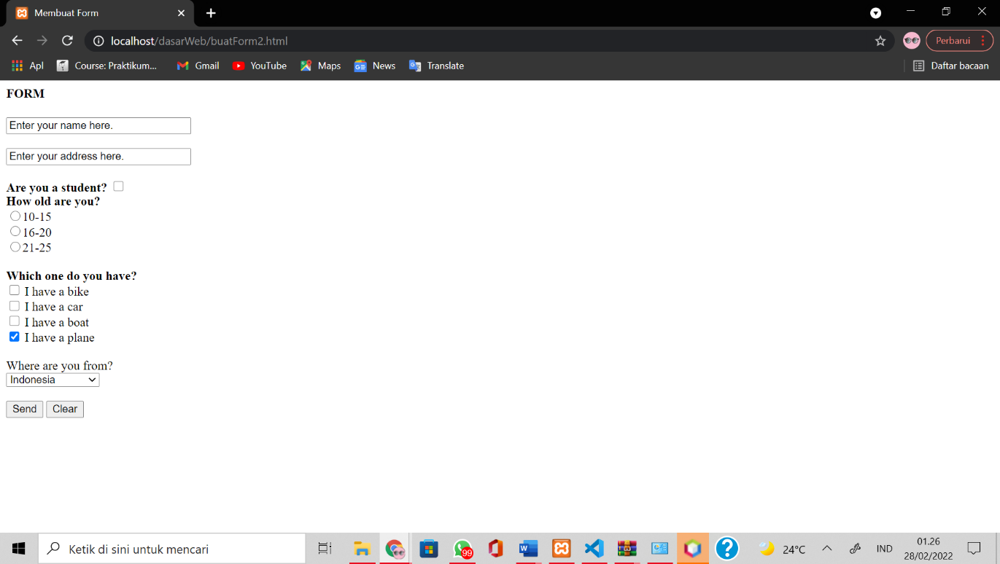 Membuat Form
localhost/dasarWeb/buatForm2.html
Perbarui
Apl Course: Praktikum... Gmail YouTube Maps News Translate Daftar bacaan
FORM
Enter your name here.
Enter your address here.
Are you a student?
How old are you?
10-15
16-20
21-25
Which one do you have?
I have a bike
I have a car
I have a boat
I have a plane
Where are you from?
Indonesia
Send Clear
Ketik di sini untuk mencari
99
24°C
IND
01.26
28/02/2022